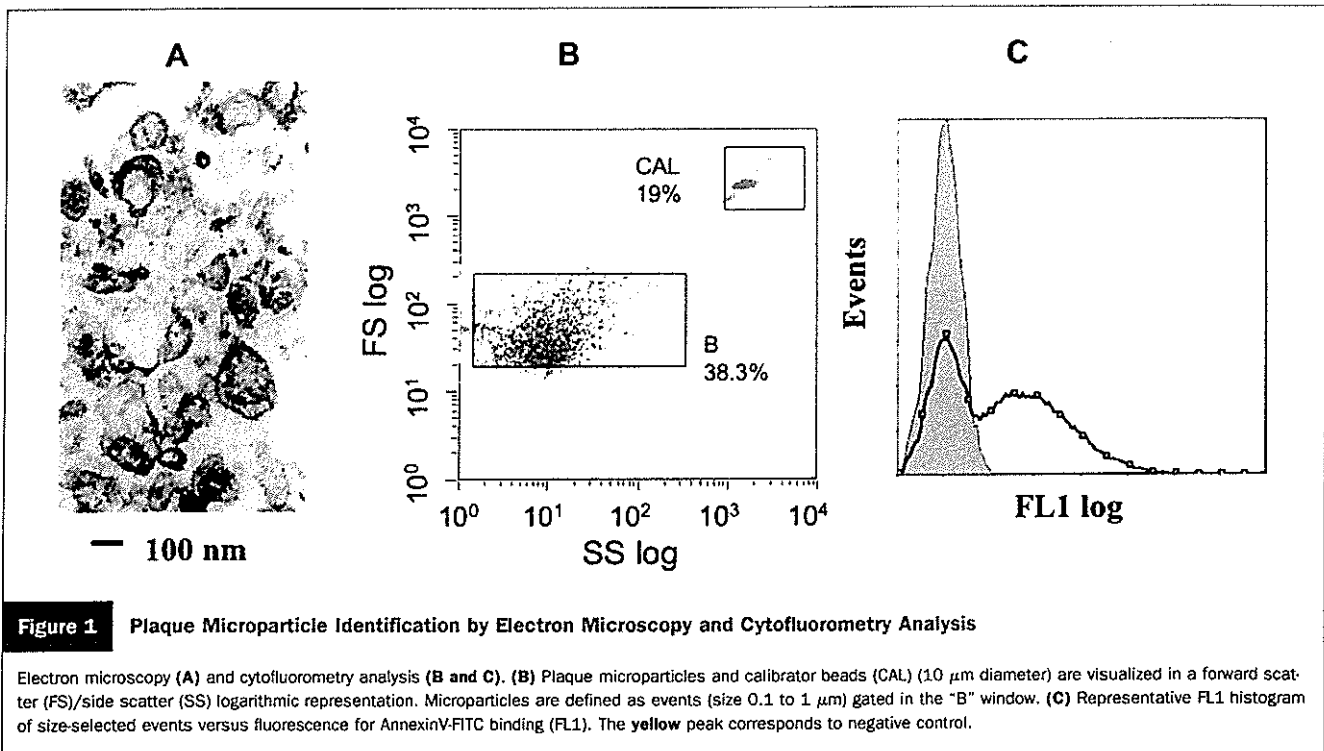 A
B
C
100 nm
FS log
10⁴
10³
10²
10¹
10⁰
CAL
19%
B
38.3%
10⁰ 10¹ 10² 10³ 10⁴
SS log
Events
FL1 log
Figure 1 Plaque Microparticle Identification by Electron Microscopy and Cytofluorometry Analysis
Electron microscopy (A) and cytofluorometry analysis (B and C). (B) Plaque microparticles and calibrator beads (CAL) (10 μm diameter) are visualized in a forward scat-
ter (FS)/side scatter (SS) logarithmic representation. Microparticles are defined as events (size 0.1 to 1 μm) gated in the "B" window. (C) Representative FL1 histogram
of size-selected events versus fluorescence for AnnexinV-FITC binding (FL1). The yellow peak corresponds to negative control.